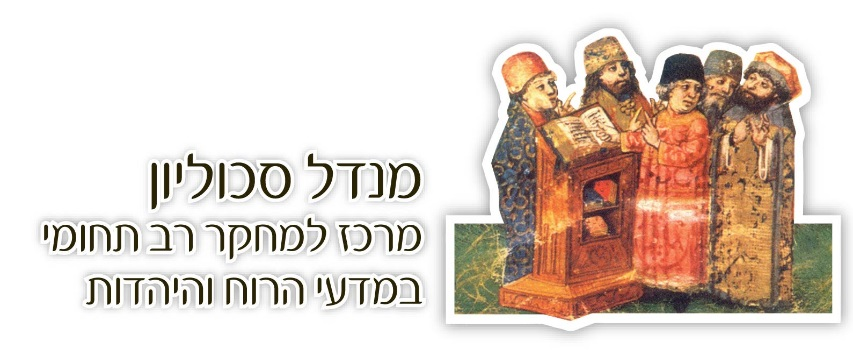 מנדל סכוליון
מרכז למחקר רב תחומי
במדעי הרוח והיהדות